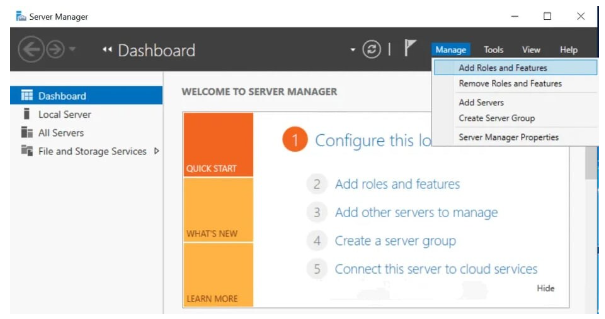 Server Manager
Dashboard
Manage Tools View Help
Add Roles and Features
Remove Roles and Features
Add Servers
Create Server Group
Server Manager Properties
Dashboard
Local Server
All Servers
File and Storage Services
WELCOME TO SERVER MANAGER
QUICK START
WHAT'S NEW
LEARN MORE
1 Configure this lo
2 Add roles and features
3 Add other servers to manage
4 Create a server group
5 Connect this server to cloud services
Hide